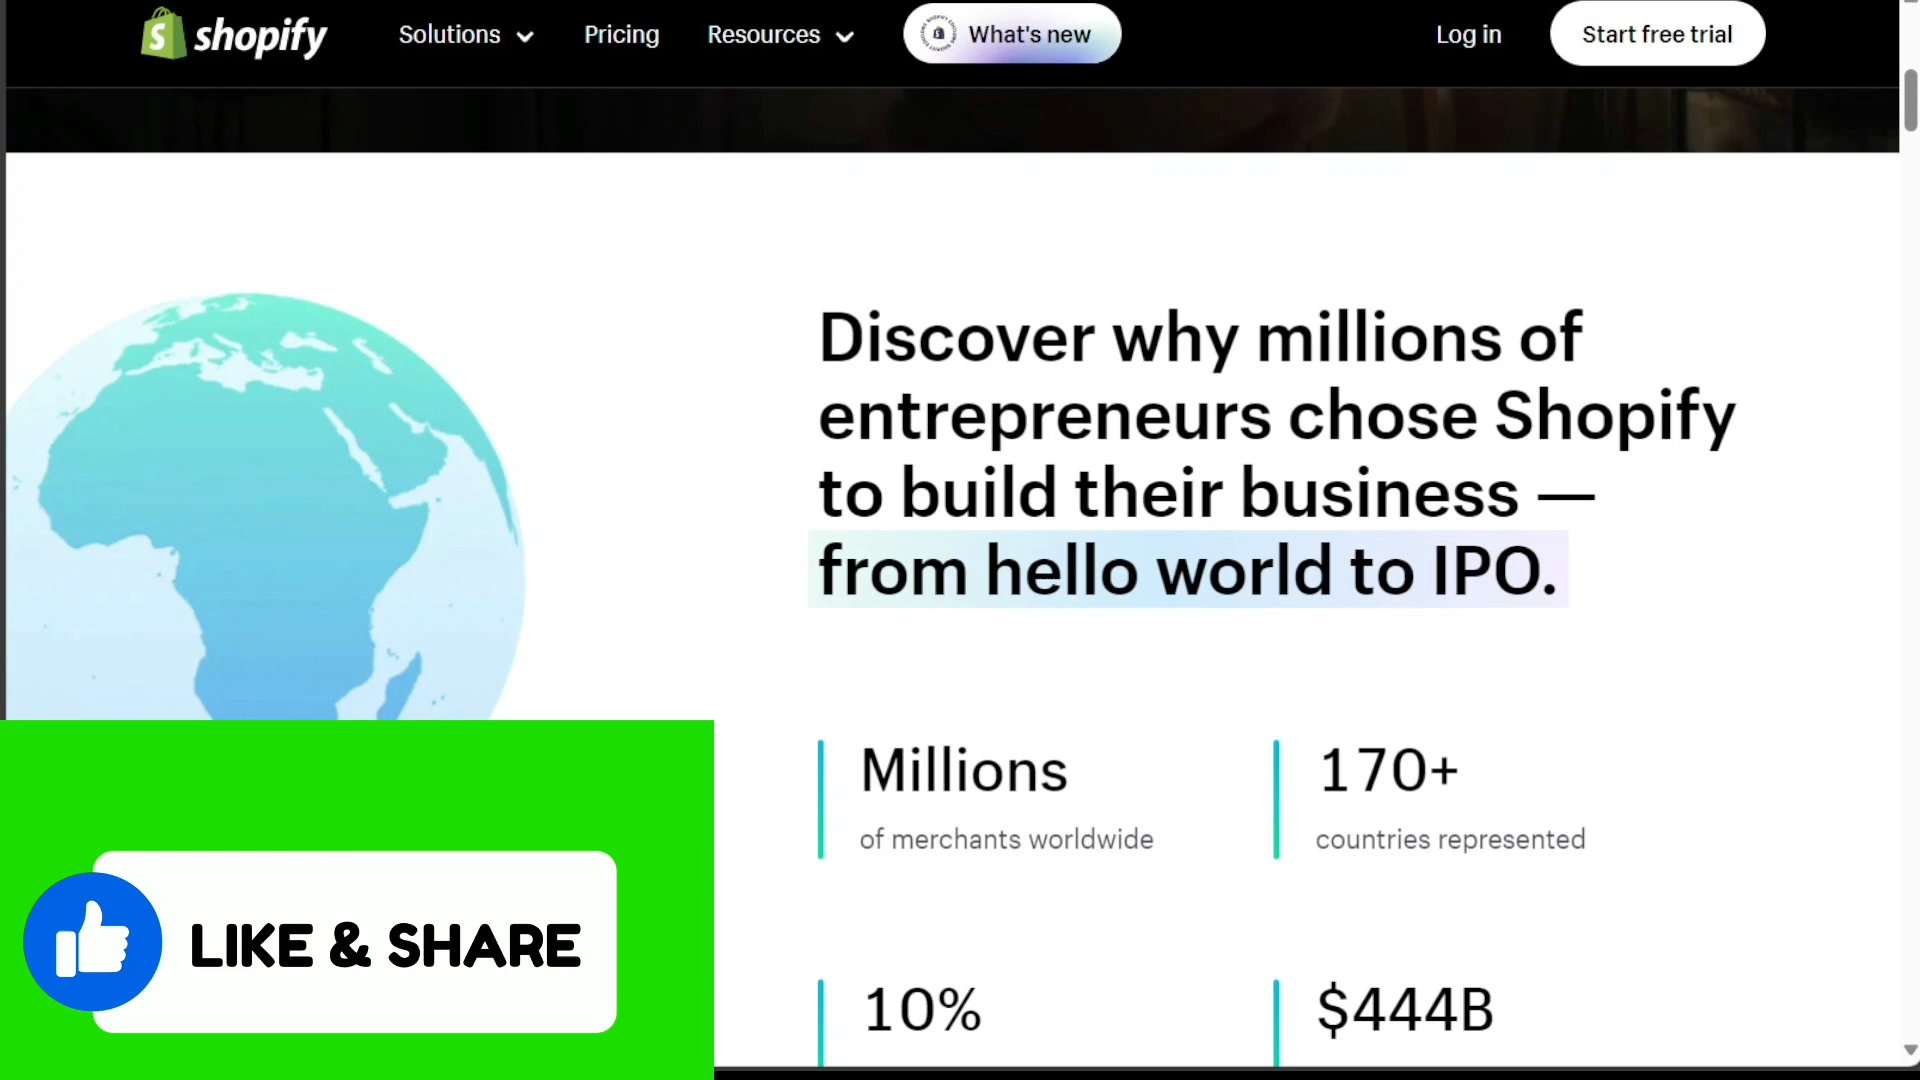 shopify
Solutions
Pricing
Resources
What's new
Log in
Start free trial
Discover why millions of
entrepreneurs chose Shopify
to build their business —
from hello world to IPO.
Millions
of merchants worldwide
170+
countries represented
10%
$444B
LIKE & SHARE